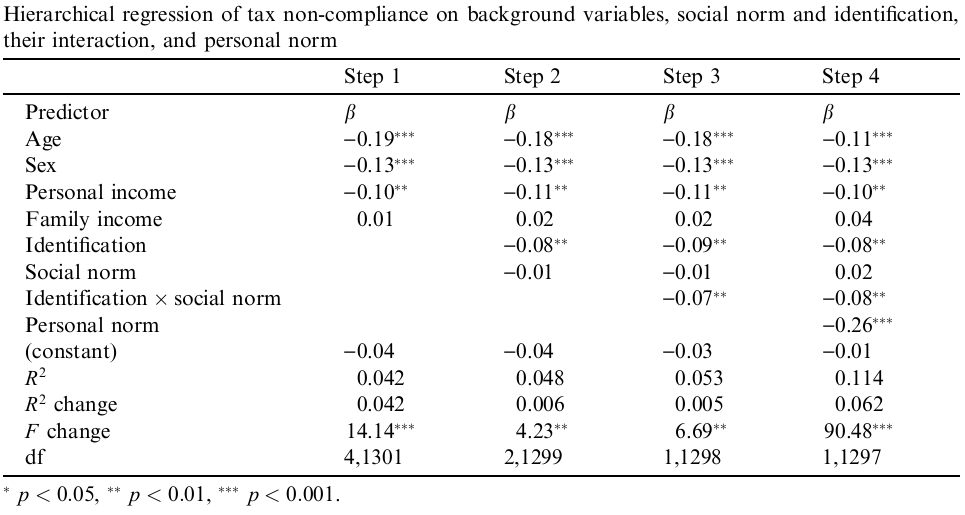 Hierarchical regression of tax non-compliance on background variables, social norm and identification,
their interaction, and personal norm
Step 1 Step 2 Step 3 Step 4
Predictor β β β β
Age −0.19*** −0.18*** −0.18*** −0.11***
Sex −0.13*** −0.13*** −0.13*** −0.13***
Personal income −0.10** −0.11** −0.11** −0.10**
Family income 0.01 0.02 0.02 0.04
Identification −0.08** −0.09** −0.08**
Social norm −0.01 −0.01 0.02
Identification × social norm −0.07** −0.08**
Personal norm −0.26***
(constant) −0.04 −0.04 −0.03 −0.01
R² 0.042 0.048 0.053 0.114
R² change 0.042 0.006 0.005 0.062
F change 14.14*** 4.23** 6.69** 90.48***
df 4,1301 2,1299 1,1298 1,1297
* p < 0.05, ** p < 0.01, *** p < 0.001.